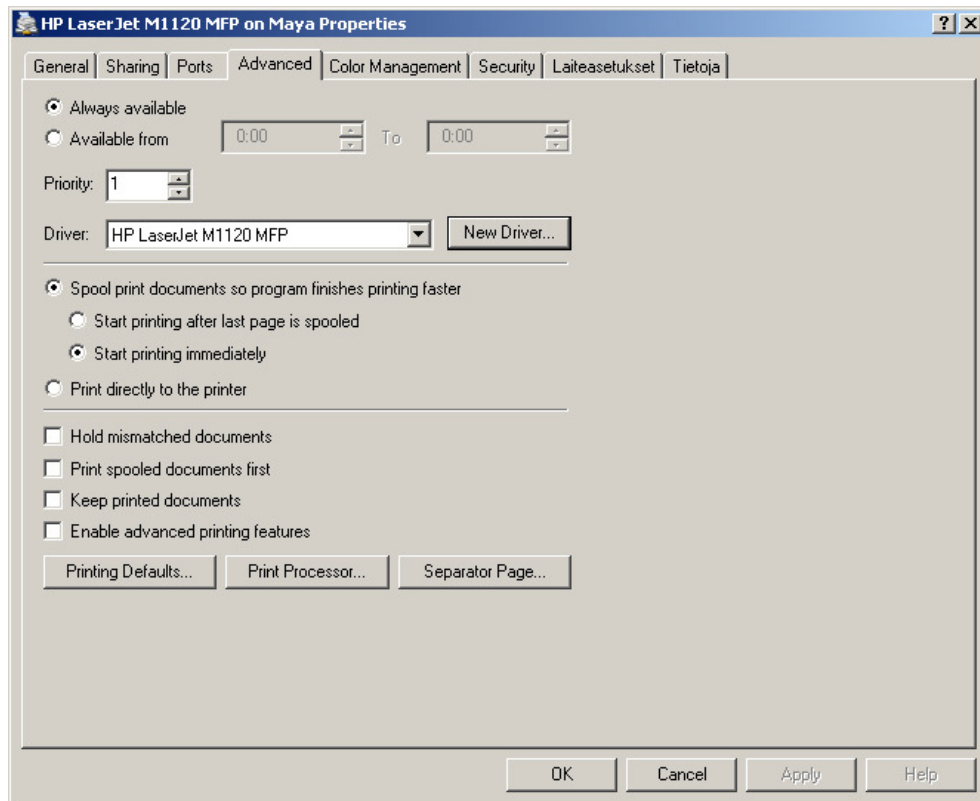 HP LaserJet M1120 MFP on Maya Properties
General Sharing Ports Advanced Color Management Security Laiteasetukset Tietoja
Always available
Available from 0:00 To 0:00
Priority: 1
Driver: HP LaserJet M1120 MFP New Driver...
Spool print documents so program finishes printing faster
Start printing after last page is spooled
Start printing immediately
Print directly to the printer
Hold mismatched documents
Print spooled documents first
Keep printed documents
Enable advanced printing features
Printing Defaults... Print Processor... Separator Page...
OK Cancel Apply Help